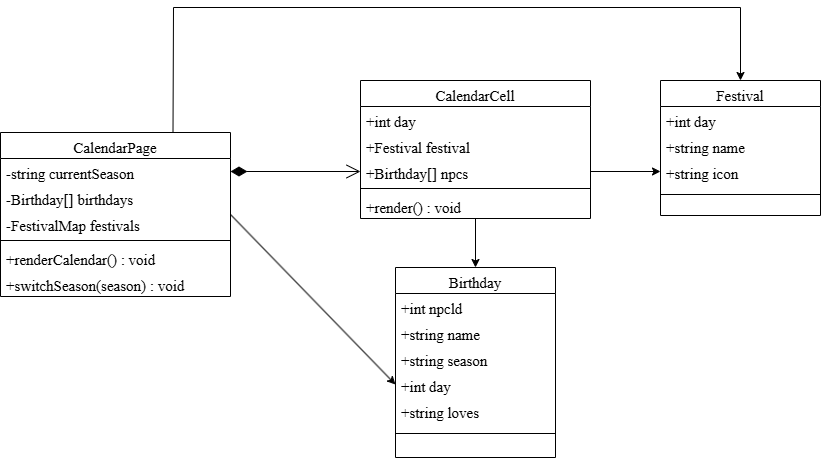 CalendarPage
-string currentSeason
-Birthday[] birthdays
-FestivalMap festivals
+renderCalendar() : void
+switchSeason(season) : void
CalendarCell
+int day
+Festival festival
+Birthday[] npcs
+render() : void
Festival
+int day
+string name
+string icon
Birthday
+int npcld
+string name
+string season
+int day
+string loves